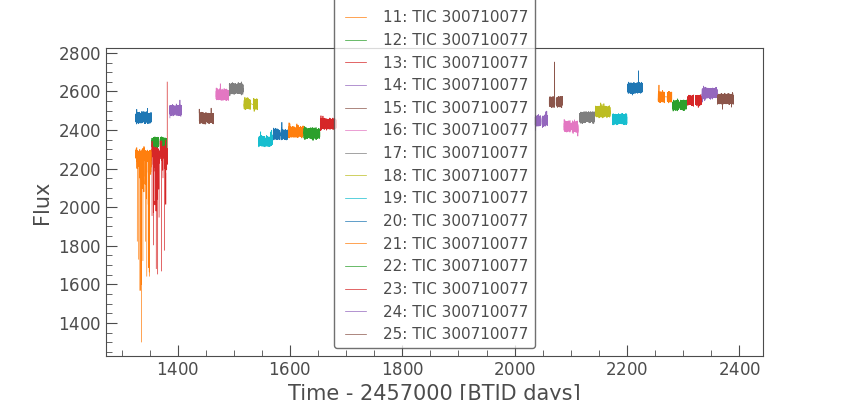 11: TIC 300710077
12: TIC 300710077
13: TIC 300710077
14: TIC 300710077
15: TIC 300710077
16: TIC 300710077
17: TIC 300710077
18: TIC 300710077
19: TIC 300710077
20: TIC 300710077
21: TIC 300710077
22: TIC 300710077
23: TIC 300710077
24: TIC 300710077
25: TIC 300710077
2800
2600
2400
2200
2000
1800
1600
1400
Flux
1400 1600 1800 2000 2200 2400
Time - 2457000 [BTJD days]